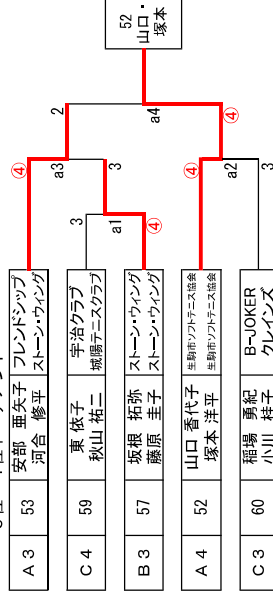 A 3 53 安部 亜矢子 フレンドシップ
河合 修平 ストーン・ウィング
C 4 59 東 依子 宇治クラブ
秋山 祐二 城陽テニスクラブ
B 3 57 坂根 拓弥 ストーン・ウィング
藤原 圭子 ストーン・ウィング
A 4 52 山口 香代子 生駒市ソフトテニス協会
塚本 洋平 生駒市ソフトテニス協会
C 3 60 稲場 勇紀 B-JOKER
小川 桂子 クレインズ
④
a3
2
3
a1
3
④
④
a2
3
a4
④
52
山口・
塚本